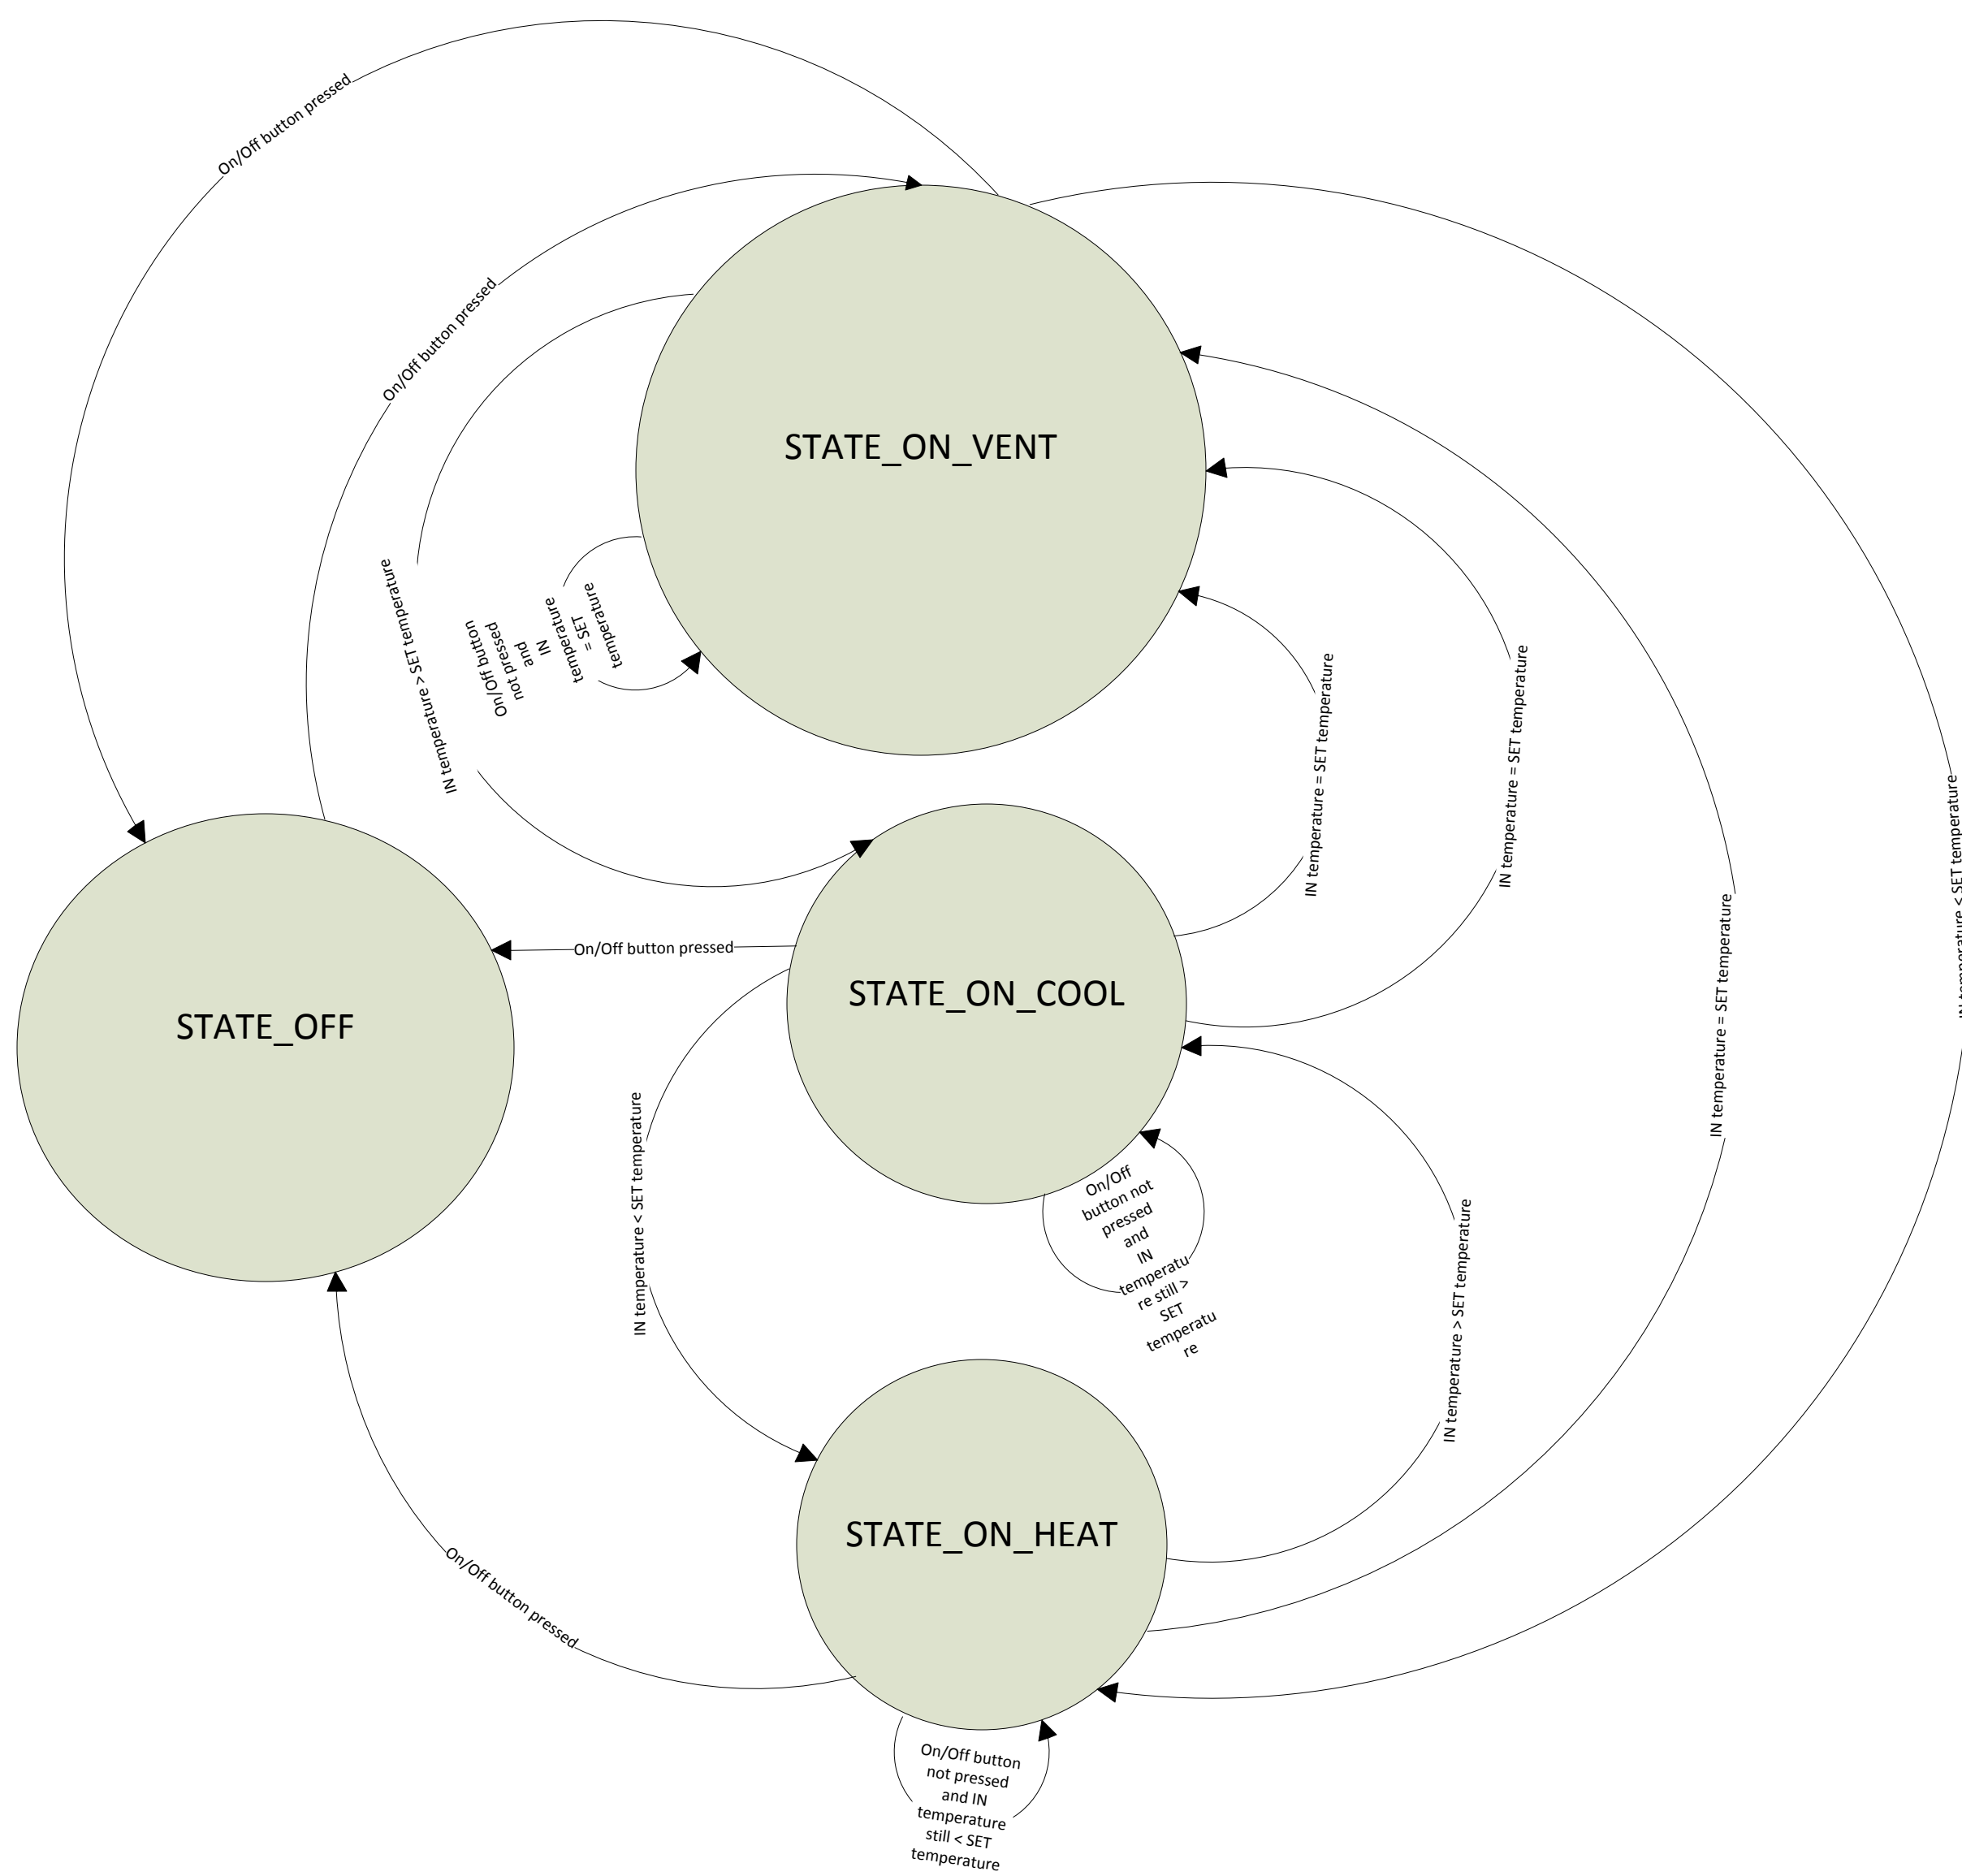 On/Off button pressed
On/Off button pressed
STATE_ON_VENT
IN temperature > SET temperature
On/Off button
not pressed
and
IN
temperature
= SET
temperature
IN temperature = SET temperature
IN temperature = SET temperature
IN temperature = SET temperature
IN temperature < SET temperature
On/Off button pressed
STATE_ON_COOL
STATE_OFF
IN temperature < SET temperature
On/Off
button not
pressed
and
IN
temperatu
re still >
SET
temperatu
re
IN temperature > SET temperature
STATE_ON_HEAT
On/Off button pressed
On/Off button
not pressed
and IN
temperature
still < SET
temperature